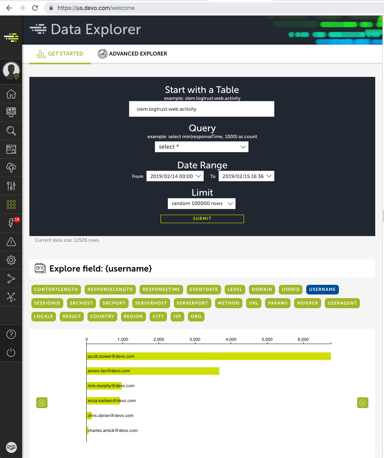 https://us.devo.com/welcome
Data Explorer
GET STARTED
ADVANCED EXPLORER
Start with a Table
example: siem.logtrust.web.activity
siem.logtrust.web.activity
Query
example: select min(responseTime, 1000) as count
select *
Date Range
From 2019/02/14 00:00 To 2019/02/15 16:36
Limit
random 100000 rows
SUBMIT
Current data size: 12526 rows.
Explore field: {username}
CONTENTLENGTH RESPONSELENGTH RESPONSETIME EVENTDATE LEVEL DOMAIN USERID USERNAME
SESSIONID SRCHOST SRCPORT SERVERHOST SERVERPORT METHOD URL PARAMS REFERER USERAGENT
LOCALE RESULT COUNTRY REGION CITY ISP ORG
0 1,000 2,000 3,000 4,000 5,000 6,000
jacob.bower@devo.com
anson.fan@devo.com
nick.murphy@devo.com
erica.karlsen@devo.com
chris.obrien@devo.com
charles.amick@devo.com